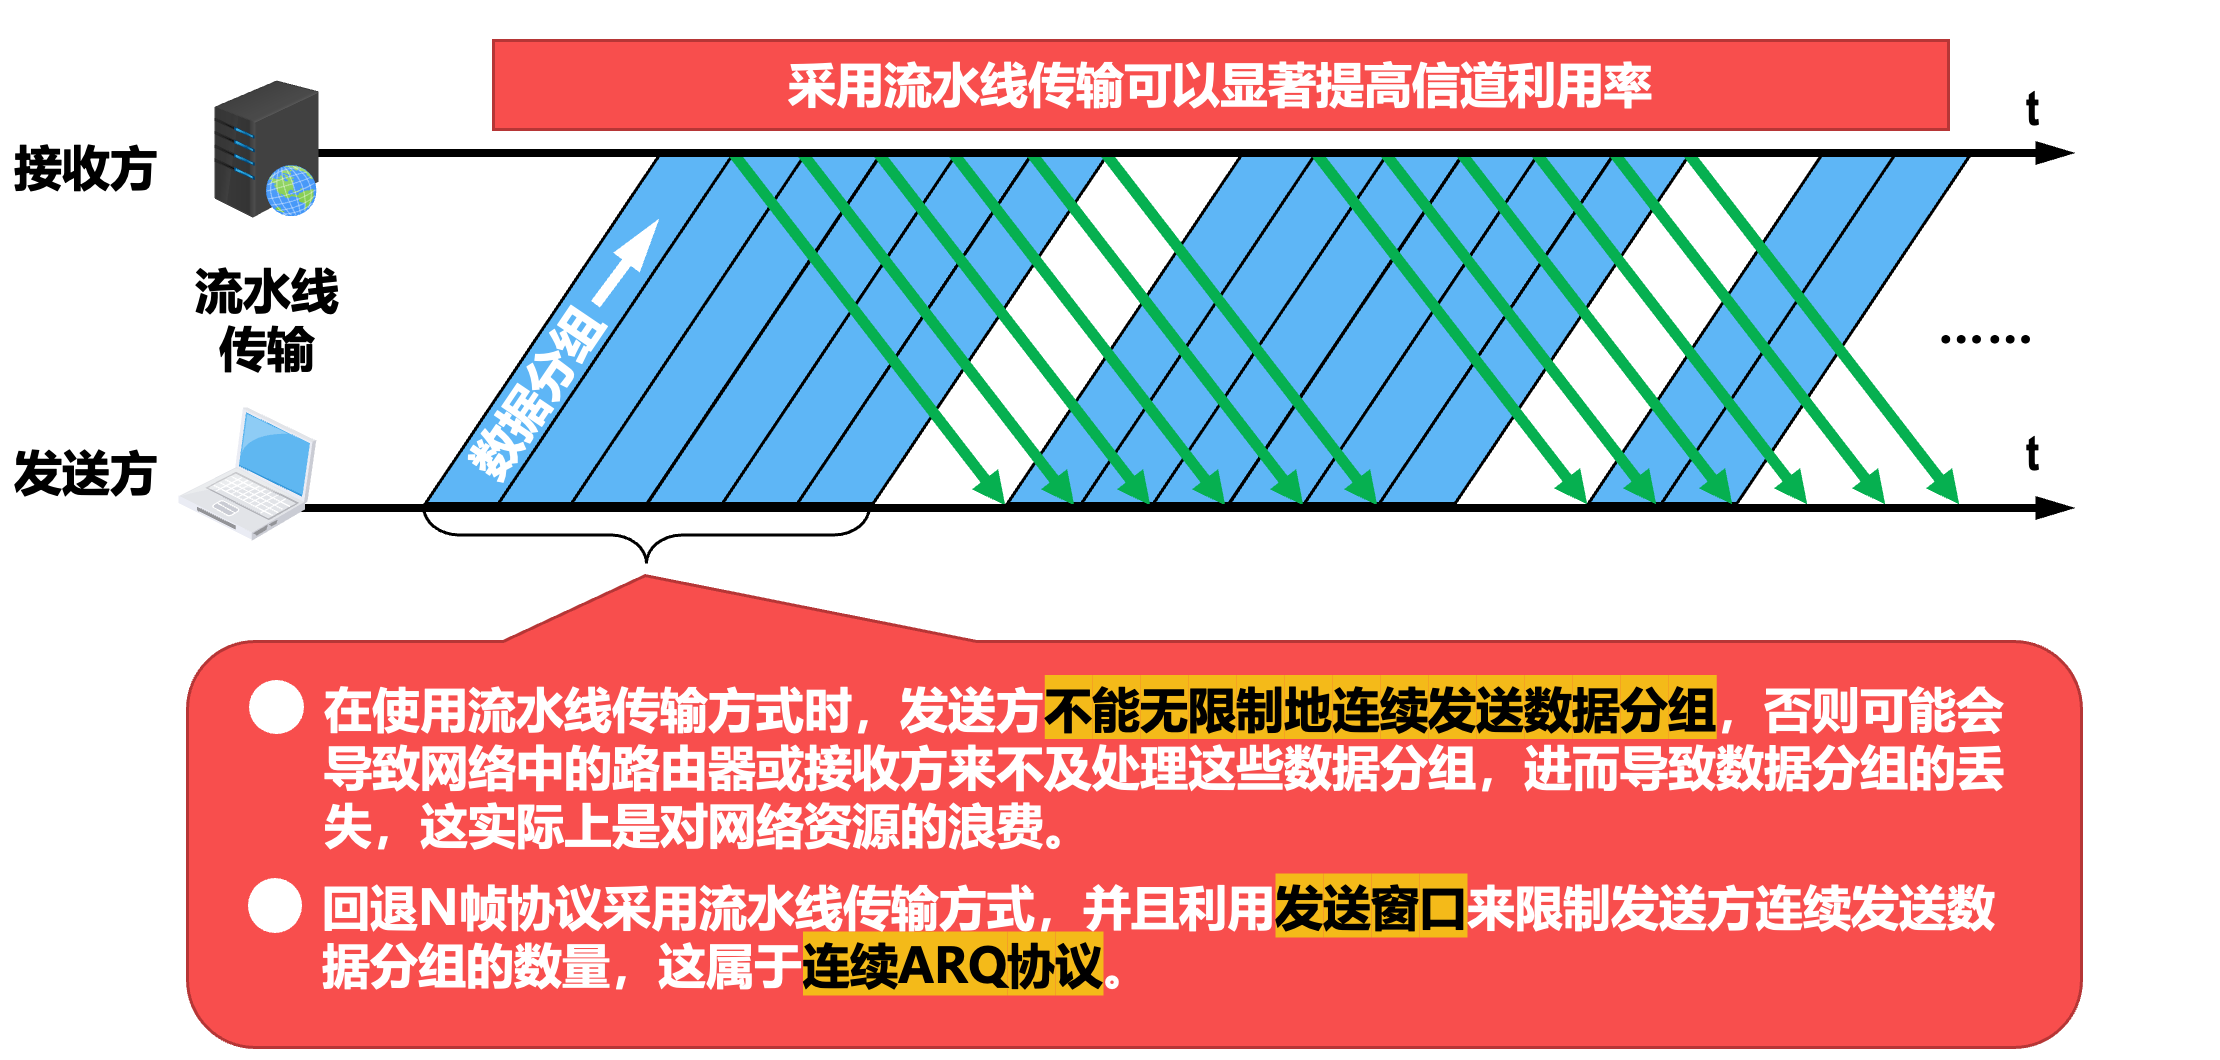 采用流水线传输可以显著提高信道利用率
t
接收方
流水线
传输
数据分组
……
发送方
t
在使用流水线传输方式时，发送方不能无限制地连续发送数据分组，否则可能会
导致网络中的路由器或接收方来不及处理这些数据分组，进而导致数据分组的丢
失，这实际上是对网络资源的浪费。
回退N帧协议采用流水线传输方式，并且利用发送窗口来限制发送方连续发送数
据分组的数量，这属于连续ARQ协议。